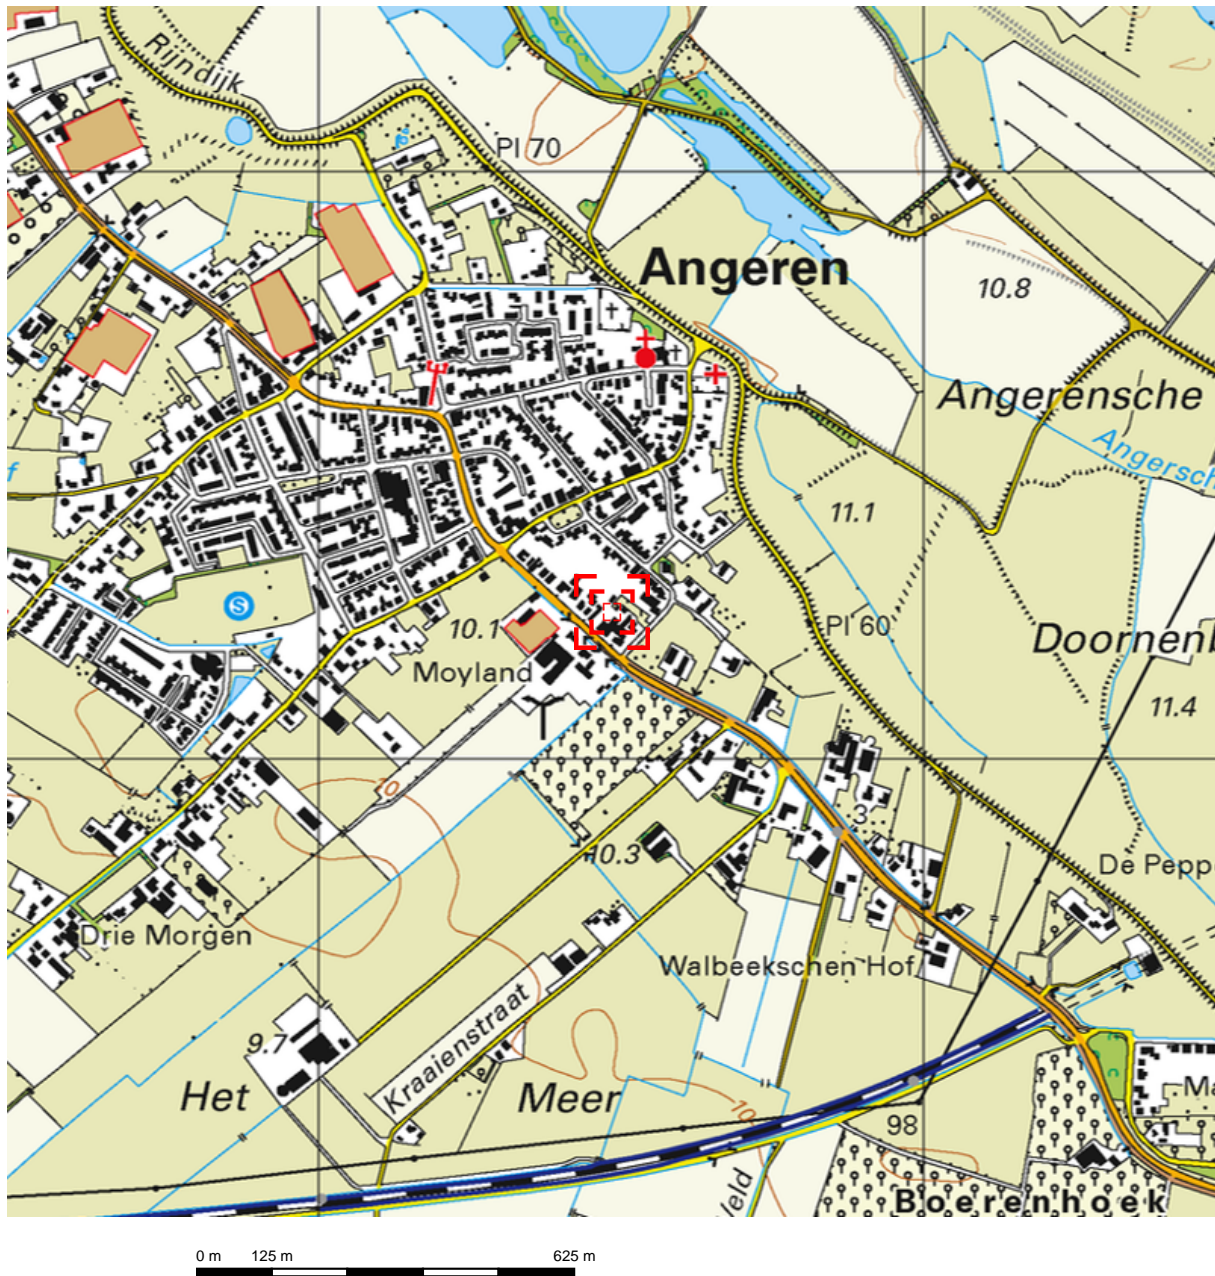 Rijndijk
Pl 70
Angeren
10.8
Angerensche
Angersch
f
11.1
S
10.1
Pl 60
Doornenb
Moyland
11.4
10
3
10.3
De Pepp
Drie Morgen
Walbeekschen Hof
Kraaienstraat
9.7
Het
Meer
10
Ma
98
Veld
Boerenhoek
0 m
125 m
625 m